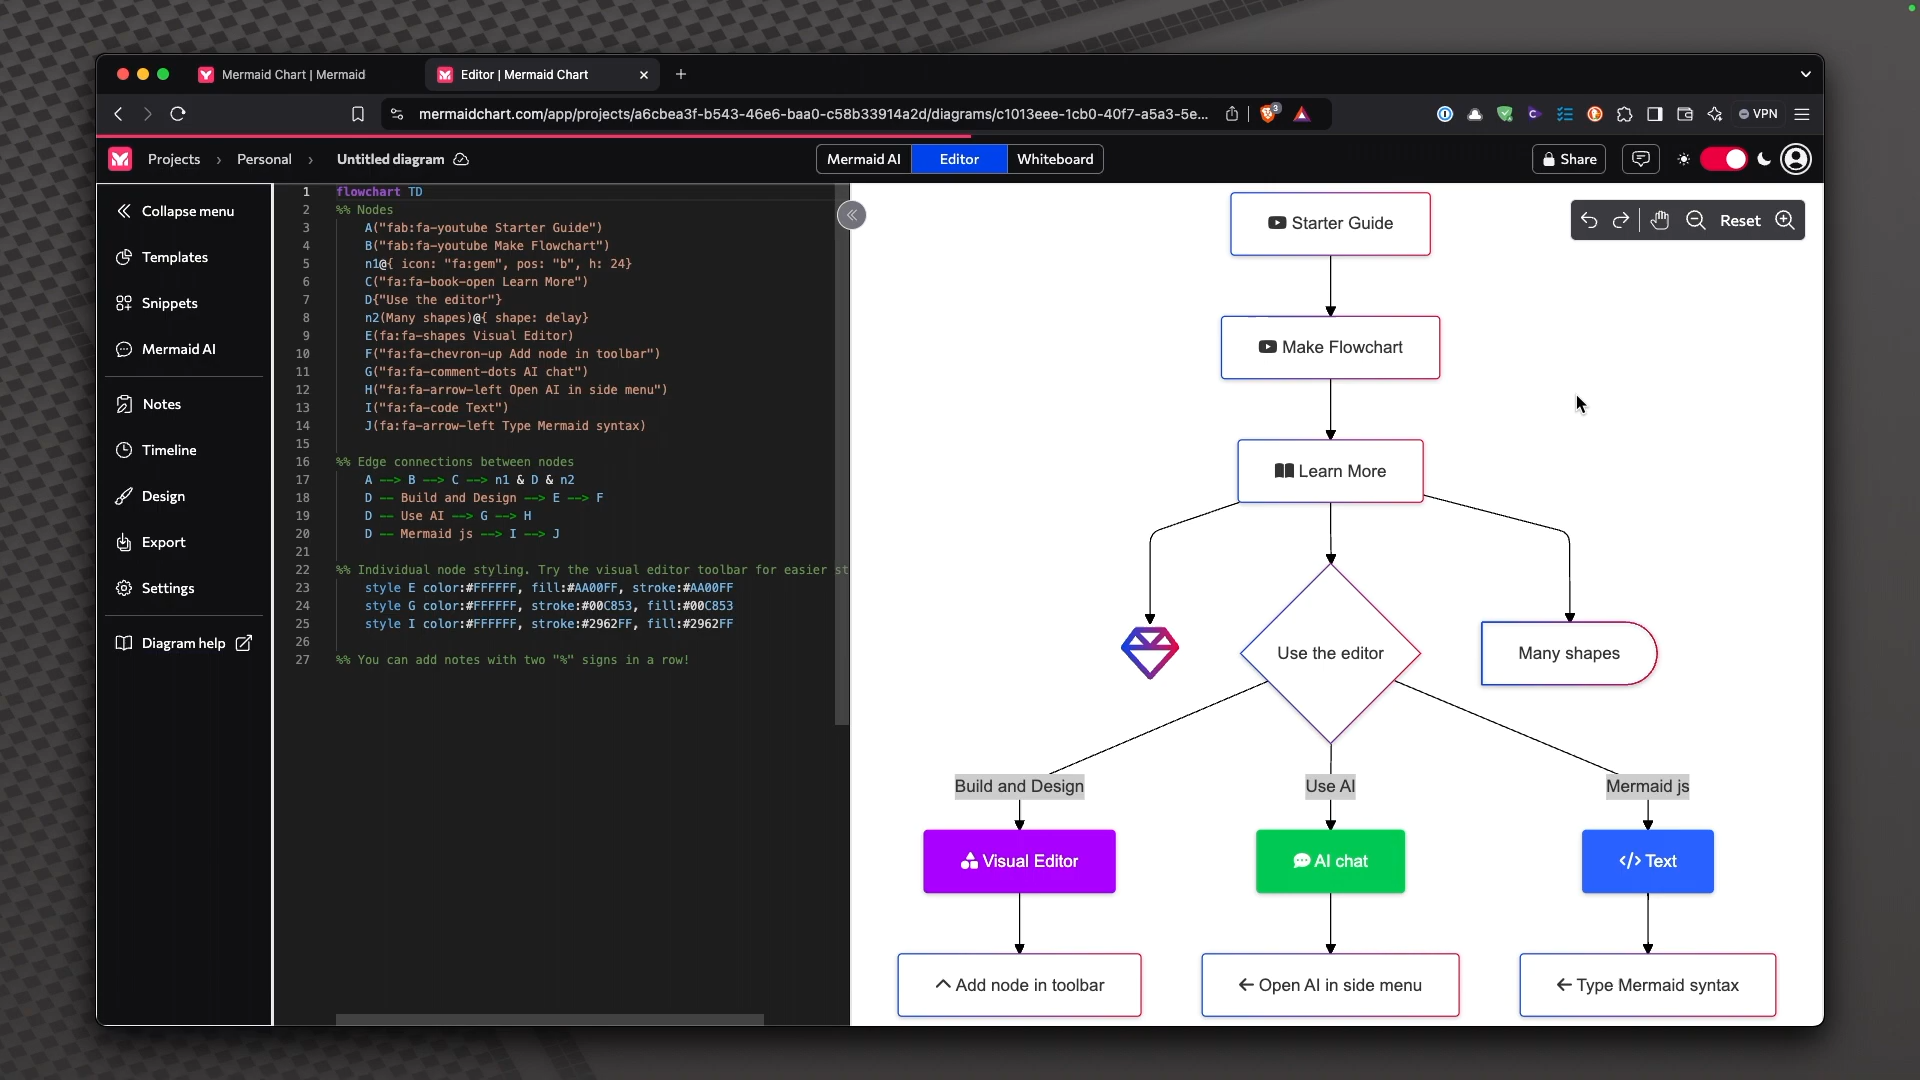 Mermaid Chart | Mermaid
Editor | Mermaid Chart
mermaidchart.com/app/projects/a6cbea3f-b543-46e6-baa0-c58b33914a2d/diagrams/c1013eee-1cb0-40f7-a5a3-5e...
3
VPN
Projects › Personal › Untitled diagram
Mermaid AI
Editor
Whiteboard
Share
Collapse menu
Templates
Snippets
Mermaid AI
Notes
Timeline
Design
Export
Settings
Diagram help
1 flowchart TD
2 %% Nodes
3 A("fab:fa-youtube Starter Guide")
4 B("fab:fa-youtube Make Flowchart")
5 n1@{ icon: "fa:gem", pos: "b", h: 24}
6 C("fa:fa-book-open Learn More")
7 D{"Use the editor"}
8 n2(Many shapes)@{ shape: delay}
9 E(fa:fa-shapes Visual Editor)
10 F("fa:fa-chevron-up Add node in toolbar")
11 G("fa:fa-comment-dots AI chat")
12 H("fa:fa-arrow-left Open AI in side menu")
13 I("fa:fa-code Text")
14 J(fa:fa-arrow-left Type Mermaid syntax)
15
16 %% Edge connections between nodes
17 A --> B --> C --> n1 & D & n2
18 D -- Build and Design --> E --> F
19 D -- Use AI --> G --> H
20 D -- Mermaid js --> I --> J
21
22 %% Individual node styling. Try the visual editor toolbar for easier st
23 style E color:#FFFFFF, fill:#AA00FF, stroke:#AA00FF
24 style G color:#FFFFFF, stroke:#00C853, fill:#00C853
25 style I color:#FFFFFF, stroke:#2962FF, fill:#2962FF
26
27 %% You can add notes with two "%" signs in a row!
Reset
Starter Guide
Make Flowchart
Learn More
Use the editor
Many shapes
Build and Design
Use AI
Mermaid js
Visual Editor
AI chat
</> Text
Add node in toolbar
Open AI in side menu
Type Mermaid syntax